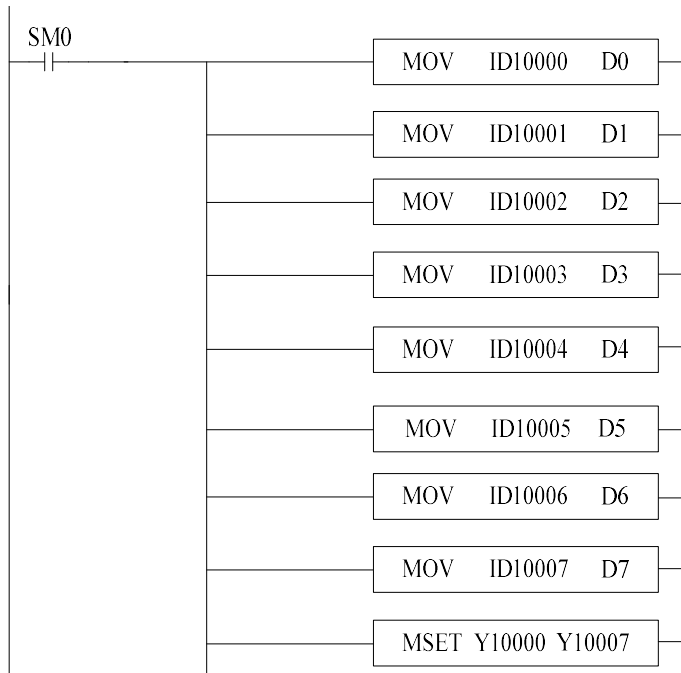 SM0
MOV ID10000 D0
MOV ID10001 D1
MOV ID10002 D2
MOV ID10003 D3
MOV ID10004 D4
MOV ID10005 D5
MOV ID10006 D6
MOV ID10007 D7
MSET Y10000 Y10007